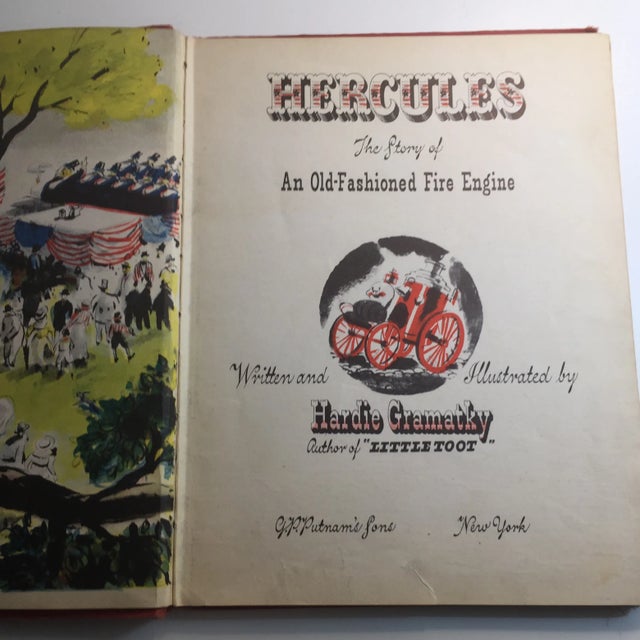 HERCULES
The Story of
An Old-Fashioned Fire Engine
Written and Illustrated by
Hardie Gramatky
Author of "LITTLE TOOT"
G.P. Putnam's Sons New York